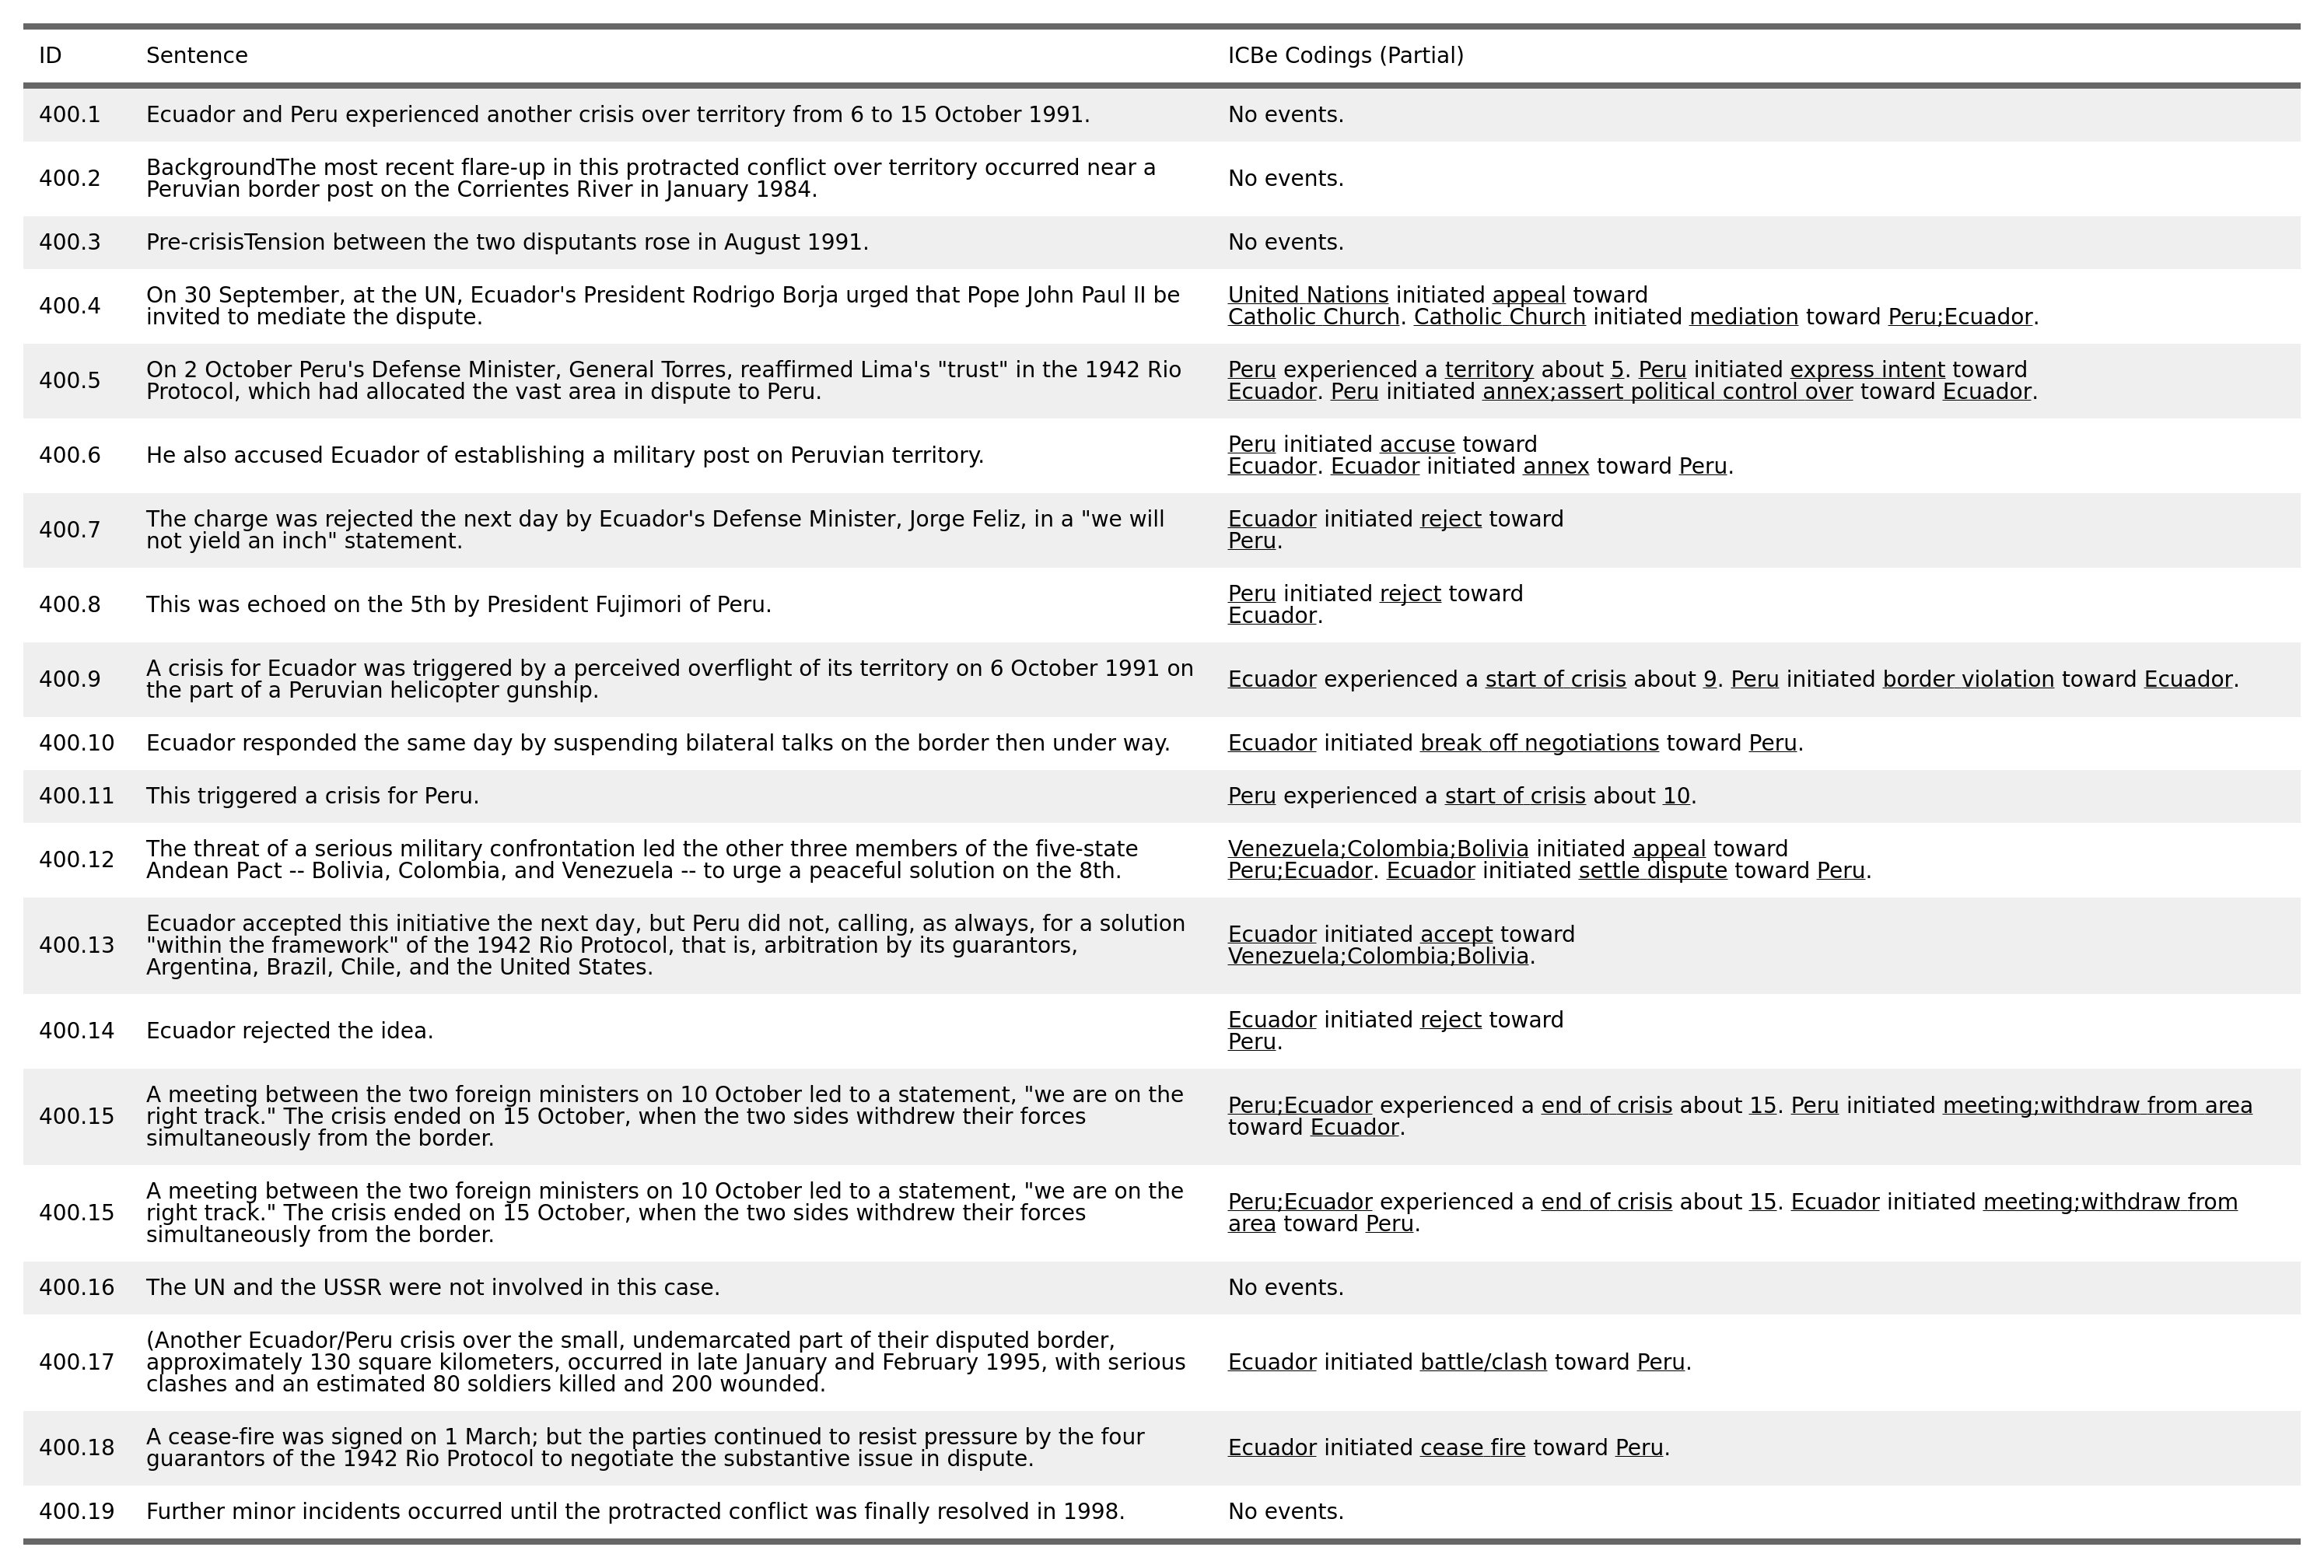 ID Sentence ICBe Codings (Partial)
400.1 Ecuador and Peru experienced another crisis over territory from 6 to 15 October 1991. No events.
400.2 BackgroundThe most recent flare-up in this protracted conflict over territory occurred near a
Peruvian border post on the Corrientes River in January 1984. No events.
400.3 Pre-crisisTension between the two disputants rose in August 1991. No events.
400.4 On 30 September, at the UN, Ecuador's President Rodrigo Borja urged that Pope John Paul II be
invited to mediate the dispute.
United Nations initiated appeal toward
Catholic Church. Catholic Church initiated mediation toward Peru;Ecuador.
400.5 On 2 October Peru's Defense Minister, General Torres, reaffirmed Lima's "trust" in the 1942 Rio
Protocol, which had allocated the vast area in dispute to Peru.
Peru experienced a territory about 5. Peru initiated express intent toward
Ecuador. Peru initiated annex;assert political control over toward Ecuador.
400.6 He also accused Ecuador of establishing a military post on Peruvian territory.
Peru initiated accuse toward
Ecuador. Ecuador initiated annex toward Peru.
400.7 The charge was rejected the next day by Ecuador's Defense Minister, Jorge Feliz, in a "we will
not yield an inch" statement.
Ecuador initiated reject toward
Peru.
400.8 This was echoed on the 5th by President Fujimori of Peru.
Peru initiated reject toward
Ecuador.
400.9 A crisis for Ecuador was triggered by a perceived overflight of its territory on 6 October 1991 on
the part of a Peruvian helicopter gunship.
Ecuador experienced a start of crisis about 9. Peru initiated border violation toward Ecuador.
400.10 Ecuador responded the same day by suspending bilateral talks on the border then under way. Ecuador initiated break off negotiations toward Peru.
400.11 This triggered a crisis for Peru. Peru experienced a start of crisis about 10.
400.12 The threat of a serious military confrontation led the other three members of the five-state
Andean Pact -- Bolivia, Colombia, and Venezuela -- to urge a peaceful solution on the 8th.
Venezuela;Colombia;Bolivia initiated appeal toward
Peru;Ecuador. Ecuador initiated settle dispute toward Peru.
400.13 Ecuador accepted this initiative the next day, but Peru did not, calling, as always, for a solution
"within the framework" of the 1942 Rio Protocol, that is, arbitration by its guarantors,
Argentina, Brazil, Chile, and the United States.
Ecuador initiated accept toward
Venezuela;Colombia;Bolivia.
400.14 Ecuador rejected the idea.
Ecuador initiated reject toward
Peru.
400.15 A meeting between the two foreign ministers on 10 October led to a statement, "we are on the
right track." The crisis ended on 15 October, when the two sides withdrew their forces
simultaneously from the border.
Peru;Ecuador experienced a end of crisis about 15. Peru initiated meeting;withdraw from area
toward Ecuador.
400.15 A meeting between the two foreign ministers on 10 October led to a statement, "we are on the
right track." The crisis ended on 15 October, when the two sides withdrew their forces
simultaneously from the border.
Peru;Ecuador experienced a end of crisis about 15. Ecuador initiated meeting;withdraw from
area toward Peru.
400.16 The UN and the USSR were not involved in this case. No events.
400.17 (Another Ecuador/Peru crisis over the small, undemarcated part of their disputed border,
approximately 130 square kilometers, occurred in late January and February 1995, with serious
clashes and an estimated 80 soldiers killed and 200 wounded.
Ecuador initiated battle/clash toward Peru.
400.18 A cease-fire was signed on 1 March; but the parties continued to resist pressure by the four
guarantors of the 1942 Rio Protocol to negotiate the substantive issue in dispute.
Ecuador initiated cease fire toward Peru.
400.19 Further minor incidents occurred until the protracted conflict was finally resolved in 1998. No events.